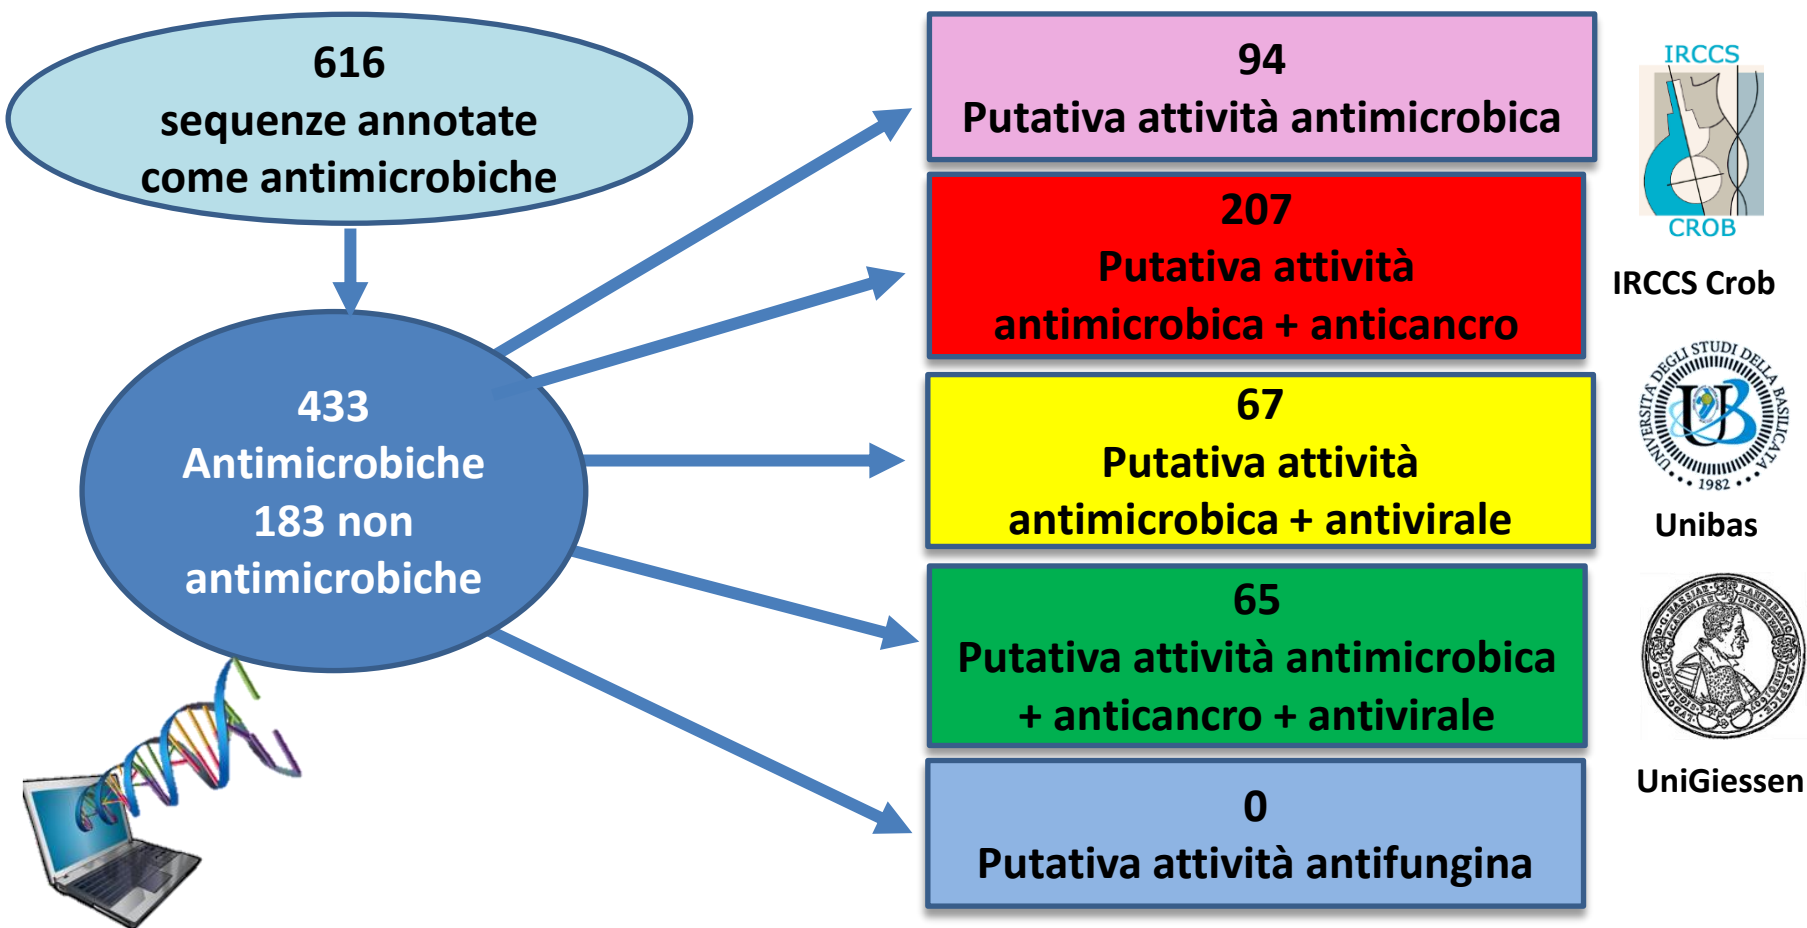 616
sequenze annotate
come antimicrobiche
433
Antimicrobiche
183 non
antimicrobiche
94
Putativa attività antimicrobica
207
Putativa attività
antimicrobica + anticancro
67
Putativa attività
antimicrobica + antivirale
65
Putativa attività antimicrobica
+ anticancro + antivirale
0
Putativa attività antifungina
IRCCS
CROB
IRCCS Crob
UNIVERSITÀ DEGLI STUDI DELLA BASILICATA
UB
1982
Unibas
UniGiessen